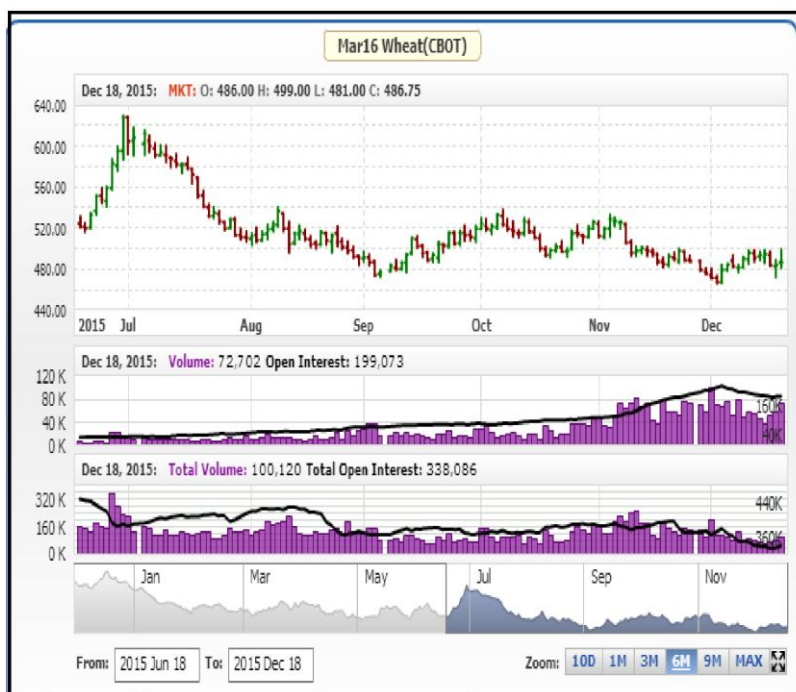 Mar16 Wheat(CBOT)
Dec 18, 2015: MKT: O: 486.00 H: 499.00 L: 481.00 C: 486.75
640.00
600.00
560.00
520.00
480.00
440.00
2015 Jul Aug Sep Oct Nov Dec
Dec 18, 2015: Volume: 72,702 Open Interest: 199,073
120 K
80 K 160K
40 K 40K
0 K
Dec 18, 2015: Total Volume: 100,120 Total Open Interest: 338,086
320 K 440K
160 K 360K
0 K
Jan Mar May Jul Sep Nov
From: 2015 Jun 18 To: 2015 Dec 18 Zoom: 10D 1M 3M 6M 9M MAX